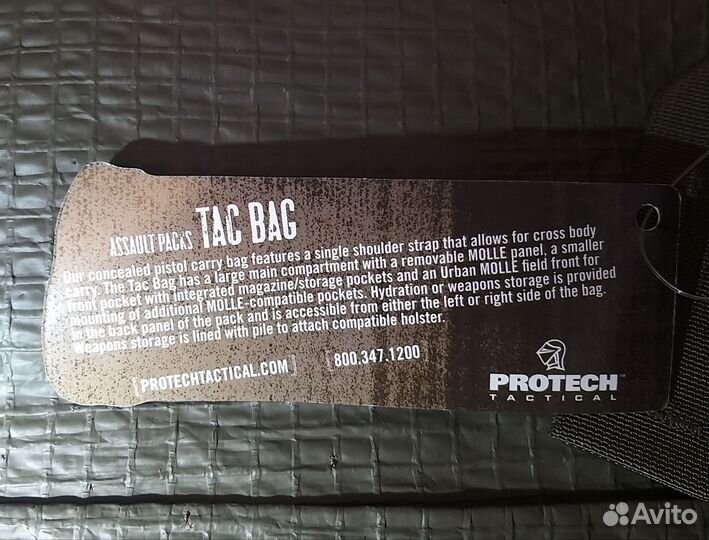 ASSAULT PACKS TAC BAG
Our concealed pistol carry bag features a single shoulder strap that allows for cross body
carry. The Tac Bag has a large main compartment with a removable MOLLE panel, a smaller
front pocket with integrated magazine/storage pockets and an Urban MOLLE field front for
mounting of additional MOLLE-compatible pockets. Hydration or weapons storage is provided
in the back panel of the pack and is accessible from either the left or right side of the bag.
Weapons storage is lined with pile to attach compatible holster.
[PROTECHTACTICAL.COM] [800.347.1200]
PROTECH™
TACTICAL
Avito